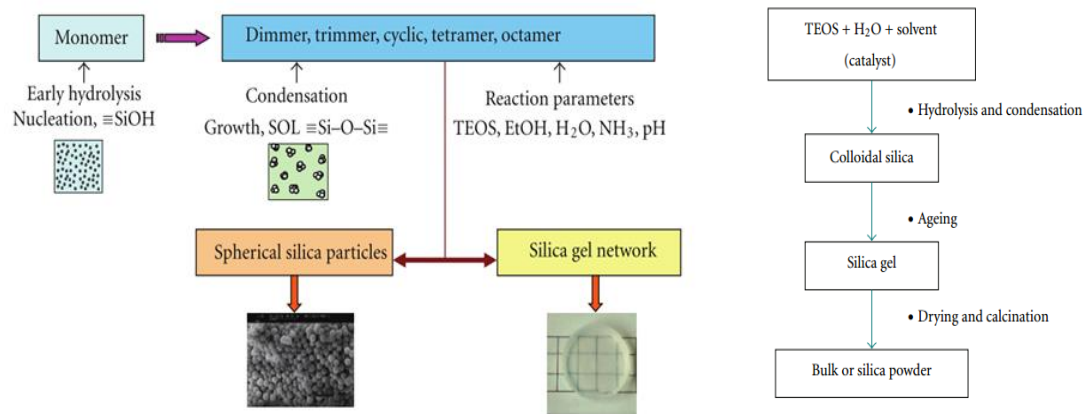 Monomer
Dimmer, trimmer, cyclic, tetramer, octamer
Early hydrolysis
Nucleation, ≡SiOH
Condensation
Growth, SOL ≡Si–O–Si≡
Reaction parameters
TEOS, EtOH, H₂O, NH₃, pH
Spherical silica particles
Silica gel network
TEOS + H₂O + solvent
(catalyst)
• Hydrolysis and condensation
Colloidal silica
• Ageing
Silica gel
• Drying and calcination
Bulk or silica powder